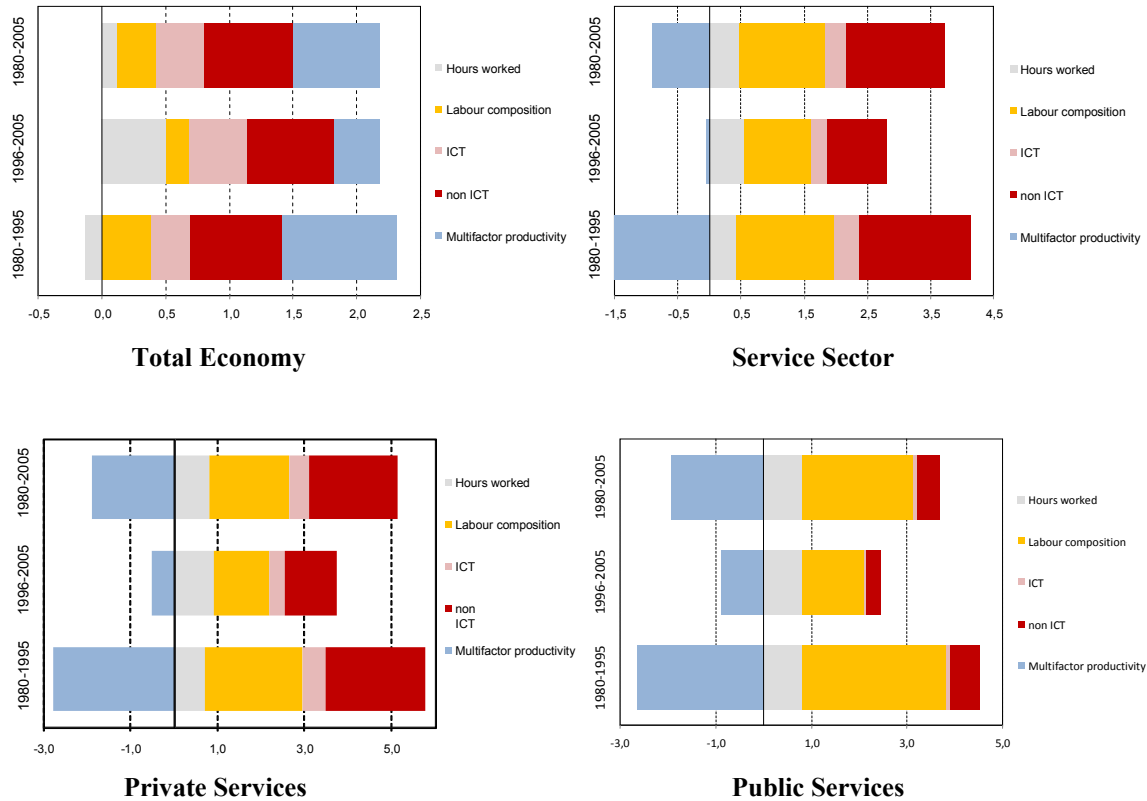 1980-2005
1996-2005
1980-1995
Hours worked
Labour composition
ICT
non ICT
Multifactor productivity
-0,5 0,0 0,5 1,0 1,5 2,0 2,5
Total Economy
1980-2005
1996-2005
1980-1995
Hours worked
Labour composition
ICT
non ICT
Multifactor productivity
-1,5 -0,5 0,5 1,5 2,5 3,5 4,5
Service Sector
1980-2005
1996-2005
1980-1995
Hours worked
Labour composition
ICT
non
ICT
Multifactor productivity
-3,0 -1,0 1,0 3,0 5,0
Private Services
1980-2005
1996-2005
1980-1995
Hours worked
Labour composition
ICT
non ICT
Multifactor productivity
-3,0 -1,0 1,0 3,0 5,0
Public Services